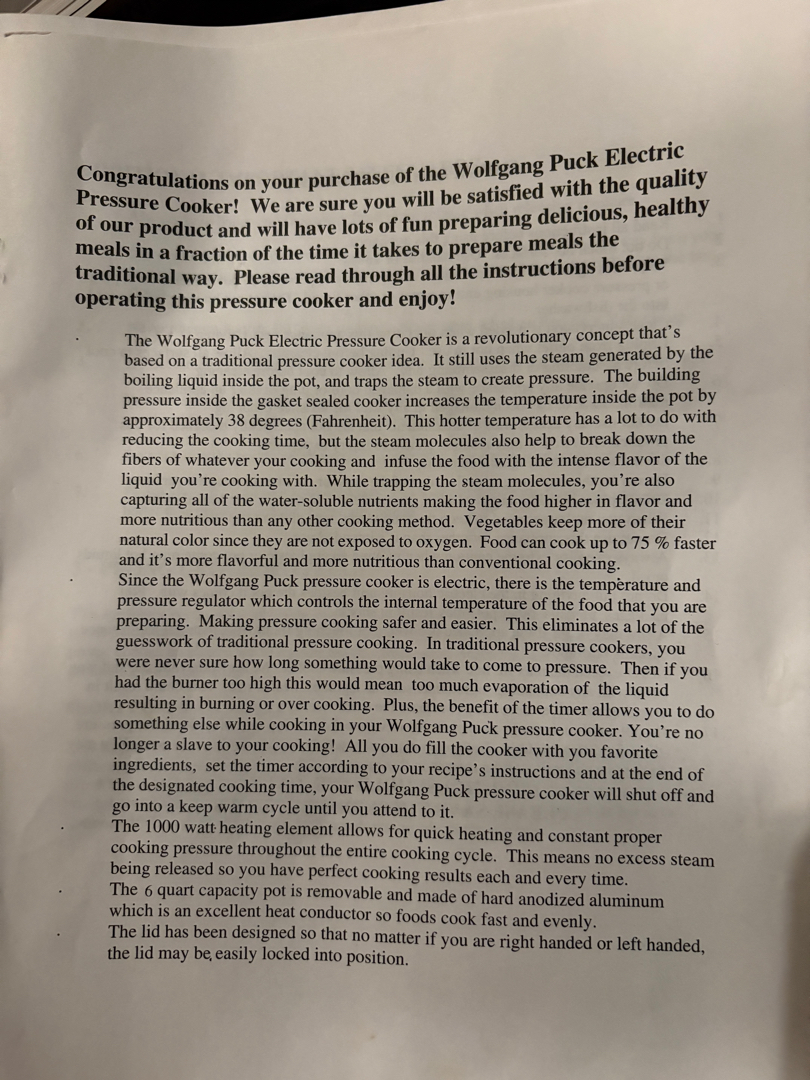 Congratulations on your purchase of the Wolfgang Puck Electric
Pressure Cooker! We are sure you will be satisfied with the quality
of our product and will have lots of fun preparing delicious, healthy
meals in a fraction of the time it takes to prepare meals the
traditional way. Please read through all the instructions before
operating this pressure cooker and enjoy!
· The Wolfgang Puck Electric Pressure Cooker is a revolutionary concept that's
based on a traditional pressure cooker idea. It still uses the steam generated by the
boiling liquid inside the pot, and traps the steam to create pressure. The building
pressure inside the gasket sealed cooker increases the temperature inside the pot by
approximately 38 degrees (Fahrenheit). This hotter temperature has a lot to do with
reducing the cooking time, but the steam molecules also help to break down the
fibers of whatever your cooking and infuse the food with the intense flavor of the
liquid you're cooking with. While trapping the steam molecules, you're also
capturing all of the water-soluble nutrients making the food higher in flavor and
more nutritious than any other cooking method. Vegetables keep more of their
natural color since they are not exposed to oxygen. Food can cook up to 75 % faster
and it's more flavorful and more nutritious than conventional cooking.
· Since the Wolfgang Puck pressure cooker is electric, there is the temperature and
pressure regulator which controls the internal temperature of the food that you are
preparing. Making pressure cooking safer and easier. This eliminates a lot of the
guesswork of traditional pressure cooking. In traditional pressure cookers, you
were never sure how long something would take to come to pressure. Then if you
had the burner too high this would mean too much evaporation of the liquid
resulting in burning or over cooking. Plus, the benefit of the timer allows you to do
something else while cooking in your Wolfgang Puck pressure cooker. You're no
longer a slave to your cooking! All you do fill the cooker with you favorite
ingredients, set the timer according to your recipe's instructions and at the end of
the designated cooking time, your Wolfgang Puck pressure cooker will shut off and
go into a keep warm cycle until you attend to it.
· The 1000 watt heating element allows for quick heating and constant proper
cooking pressure throughout the entire cooking cycle. This means no excess steam
being released so you have perfect cooking results each and every time.
· The 6 quart capacity pot is removable and made of hard anodized aluminum
which is an excellent heat conductor so foods cook fast and evenly.
· The lid has been designed so that no matter if you are right handed or left handed,
the lid may be easily locked into position.